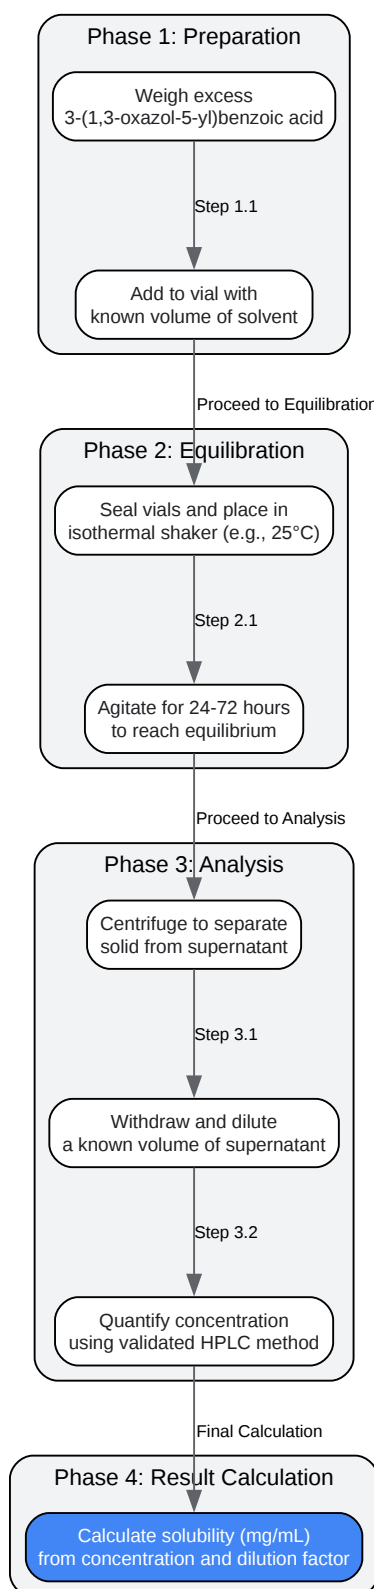 Phase 1: Preparation
Weigh excess
3-(1,3-oxazol-5-yl)benzoic acid
Step 1.1
Add to vial with
known volume of solvent
Proceed to Equilibration
Phase 2: Equilibration
Seal vials and place in
isothermal shaker (e.g., 25°C)
Step 2.1
Agitate for 24-72 hours
to reach equilibrium
Proceed to Analysis
Phase 3: Analysis
Centrifuge to separate
solid from supernatant
Step 3.1
Withdraw and dilute
a known volume of supernatant
Step 3.2
Quantify concentration
using validated HPLC method
Final Calculation
Phase 4: Result Calculation
Calculate solubility (mg/mL)
from concentration and dilution factor